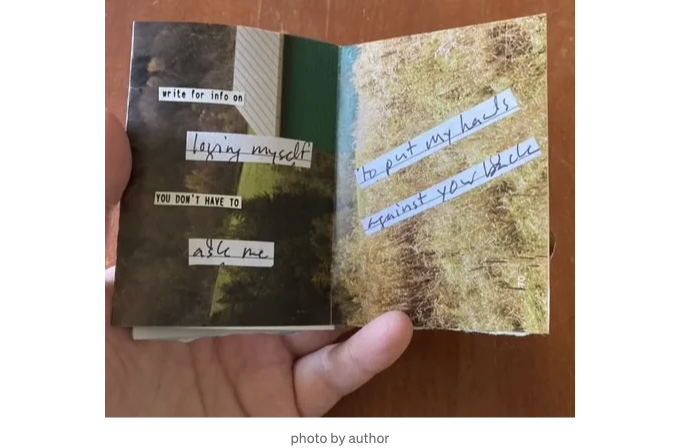 write for info on
losing myself
YOU DON'T HAVE TO
ask me
to put my hands
against your back
photo by author